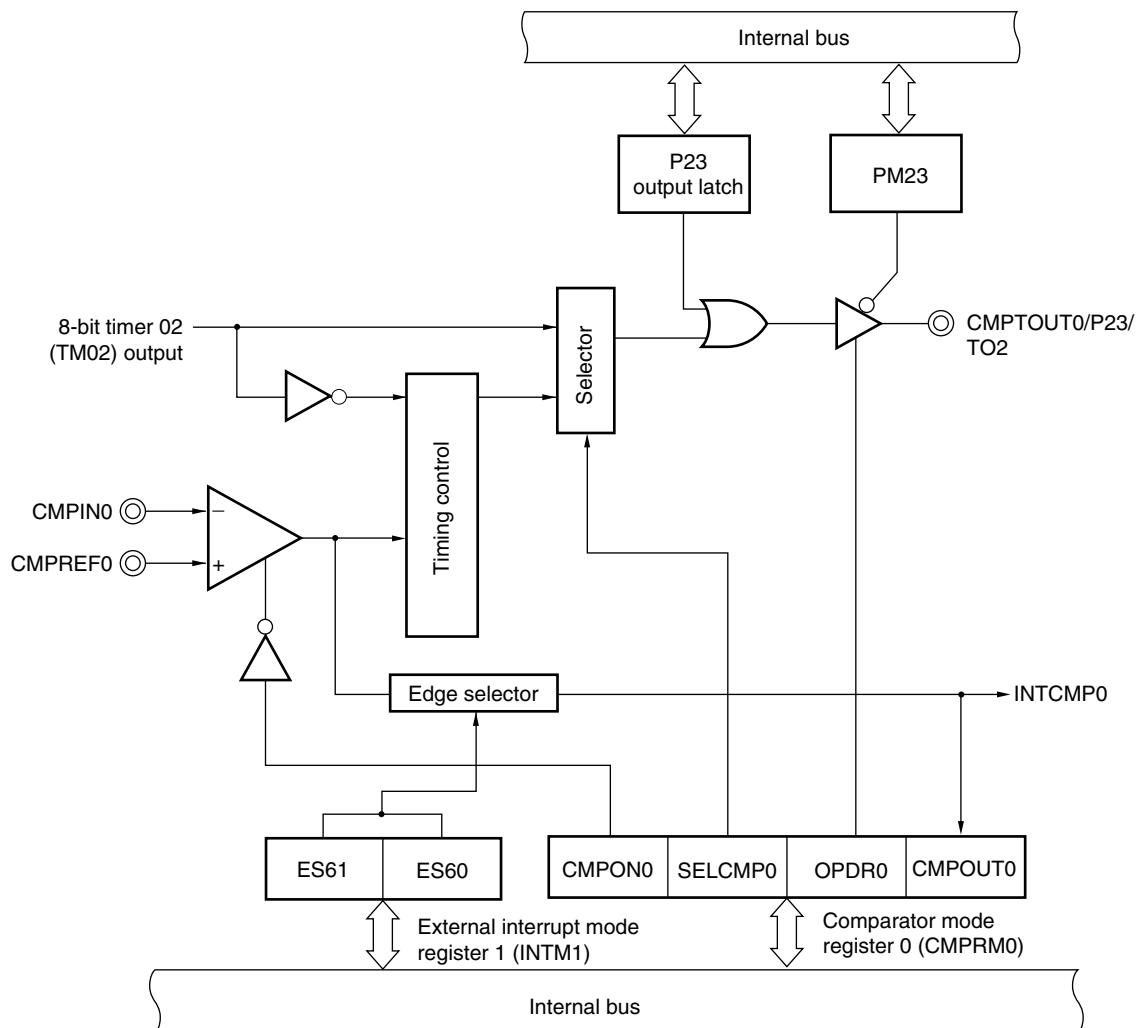 Internal bus
P23
output latch
PM23
8-bit timer 02
(TM02) output
Selector
CMPTOUT0/P23/
TO2
Timing control
CMPIN0
−
CMPREF0
+
Edge selector
INTCMP0
ES61
ES60
CMPON0
SELCMP0
OPDR0
CMPOUT0
External interrupt mode
register 1 (INTM1)
Comparator mode
register 0 (CMPRM0)
Internal bus